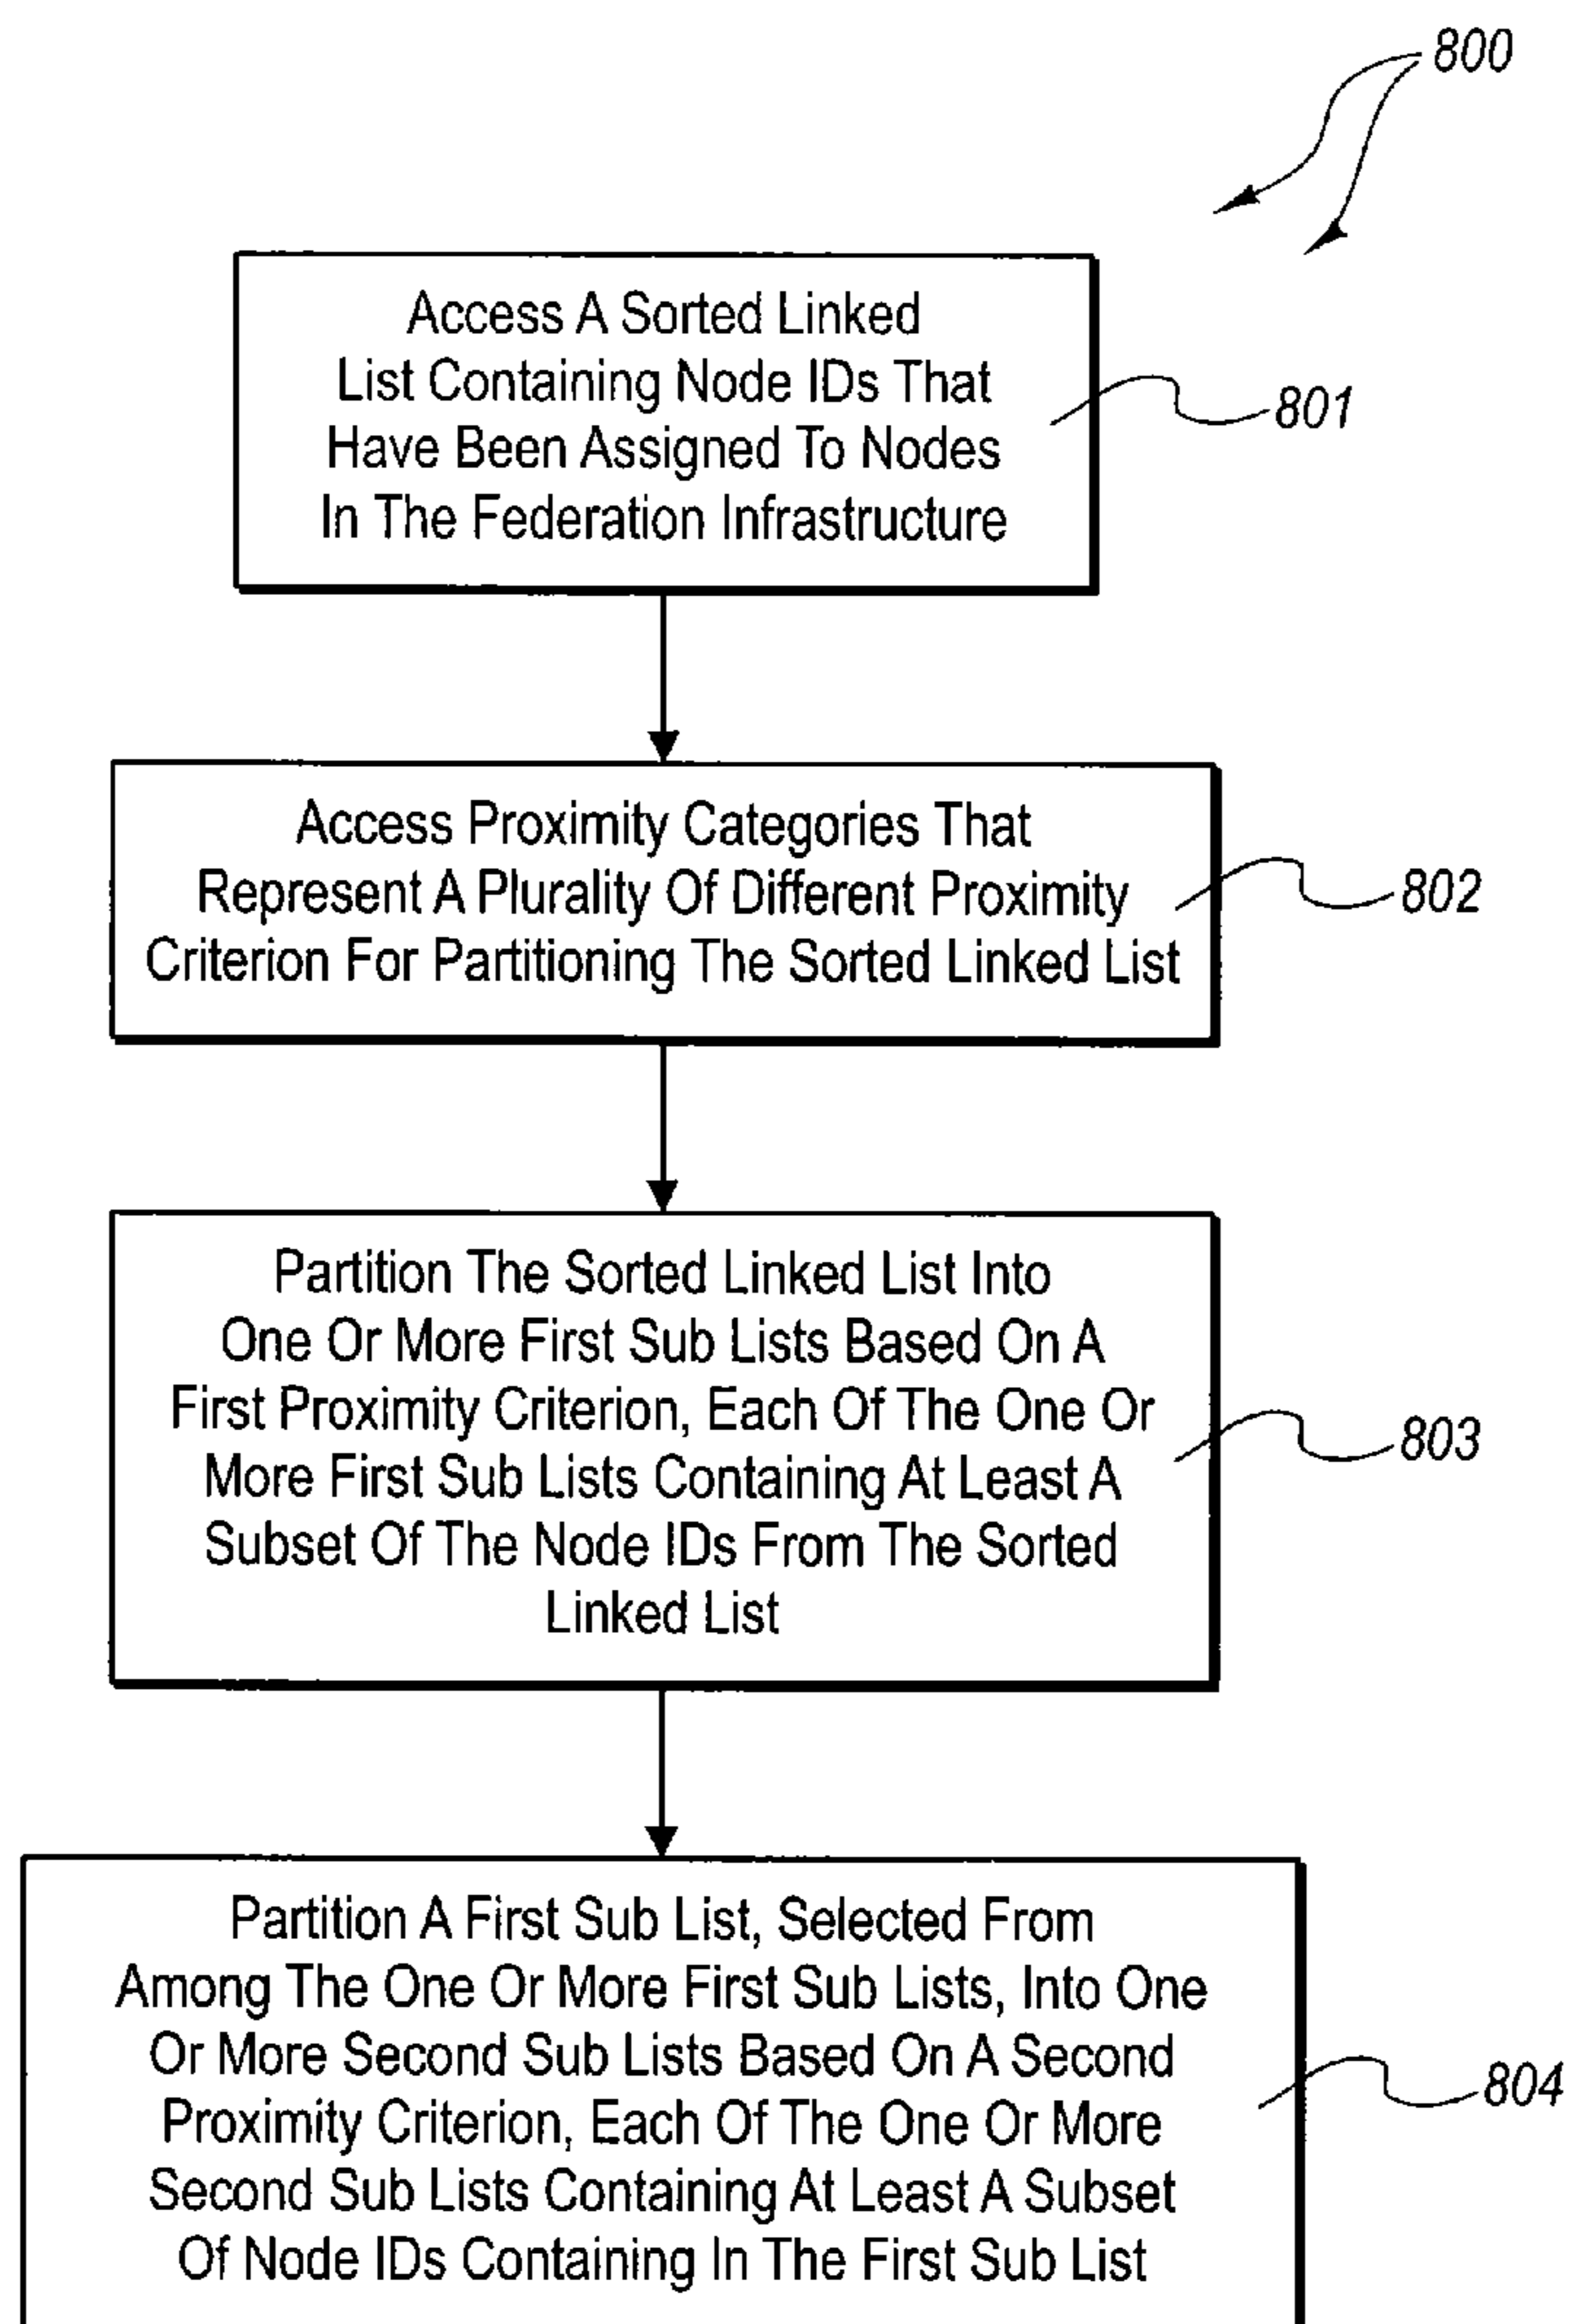 800
Access A Sorted Linked
List Containing Node IDs That
Have Been Assigned To Nodes
In The Federation Infrastructure
801
Access Proximity Categories That
Represent A Plurality Of Different Proximity
Criterion For Partitioning The Sorted Linked List
802
Partition The Sorted Linked List Into
One Or More First Sub Lists Based On A
First Proximity Criterion, Each Of The One Or
More First Sub Lists Containing At Least A
Subset Of The Node IDs From The Sorted
Linked List
803
Partition A First Sub List, Selected From
Among The One Or More First Sub Lists, Into One
Or More Second Sub Lists Based On A Second
Proximity Criterion, Each Of The One Or More
Second Sub Lists Containing At Least A Subset
Of Node IDs Containing In The First Sub List
804